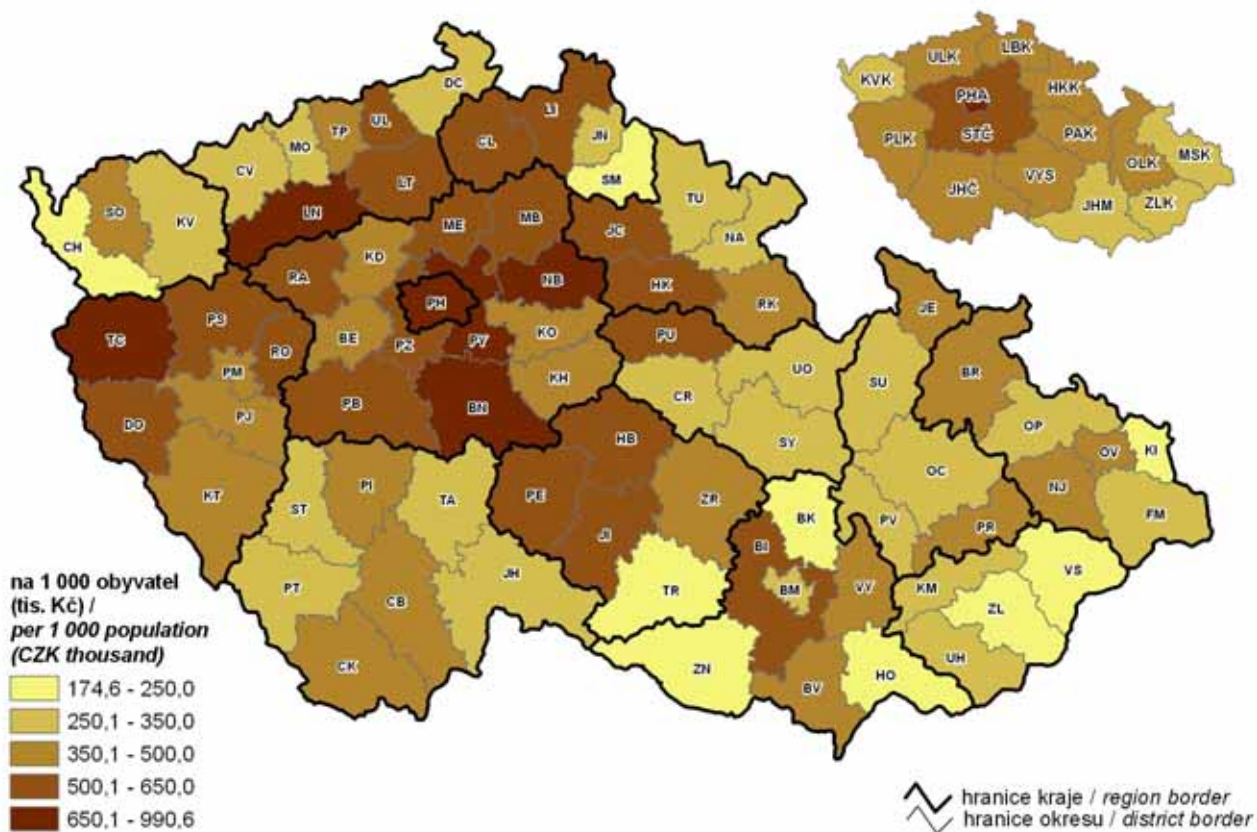 DC
LI
UL
TP
MO
CL
JN
CV
LT
SM
SO
KV
LN
TU
CH
ME
MB
JC
NA
KD
RA
NB
PH
HK
RK
TC
PS
BE
PZ
PY
KO
PU
JE
RO
PM
KH
UO
BR
PB
BN
CR
SU
DO
PJ
HB
SY
OP
OV
KI
KT
ST
PI
TA
PE
ZR
OC
NJ
FM
BK
PV
PR
JI
BI
PT
CB
JH
TR
BM
VY
KM
VS
ZL
CK
ZN
BV
HO
UH
ULK
LBK
KVK
HKK
PHA
STČ
PLK
PAK
OLK
MSK
VYS
JHČ
JHM
ZLK
na 1 000 obyvatel
(tis. Kč) /
per 1 000 population
(CZK thousand)
174,6 - 250,0
250,1 - 350,0
350,1 - 500,0
500,1 - 650,0
650,1 - 990,6
hranice kraje / region border
hranice okresu / district border